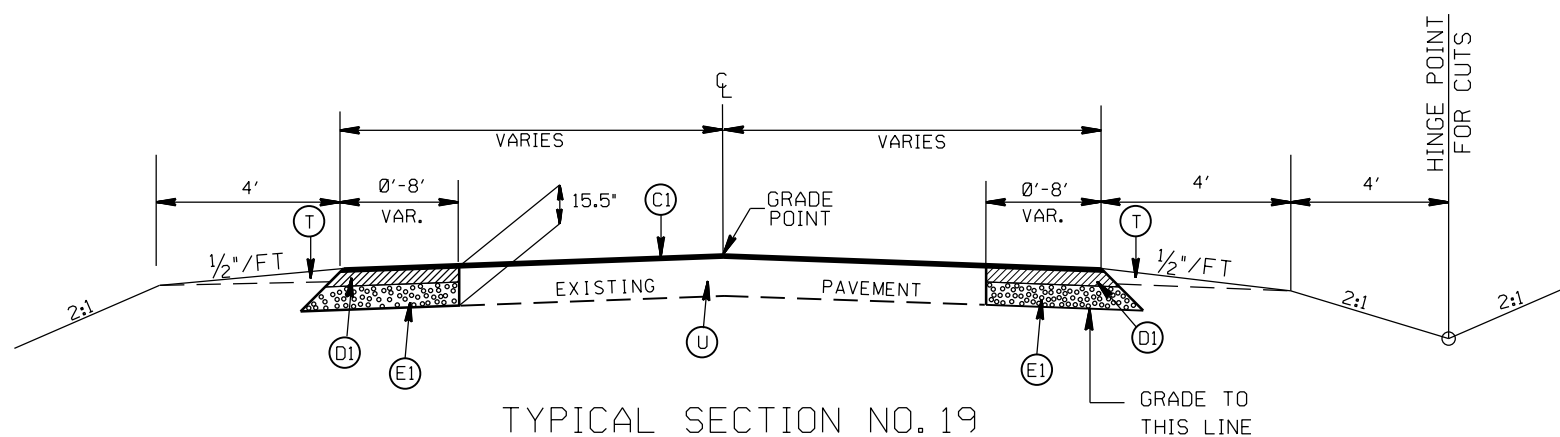 HINGE POINT
FOR CUTS
℄
VARIES
VARIES
4'
Ø'-8'
VAR.
15.5"
C1
GRADE
POINT
Ø'-8'
VAR.
4'
4'
T
T
1/2"/FT
1/2"/FT
2:1
EXISTING
PAVEMENT
2:1
2:1
D1
E1
U
E1
D1
GRADE TO
THIS LINE
TYPICAL SECTION NO. 19